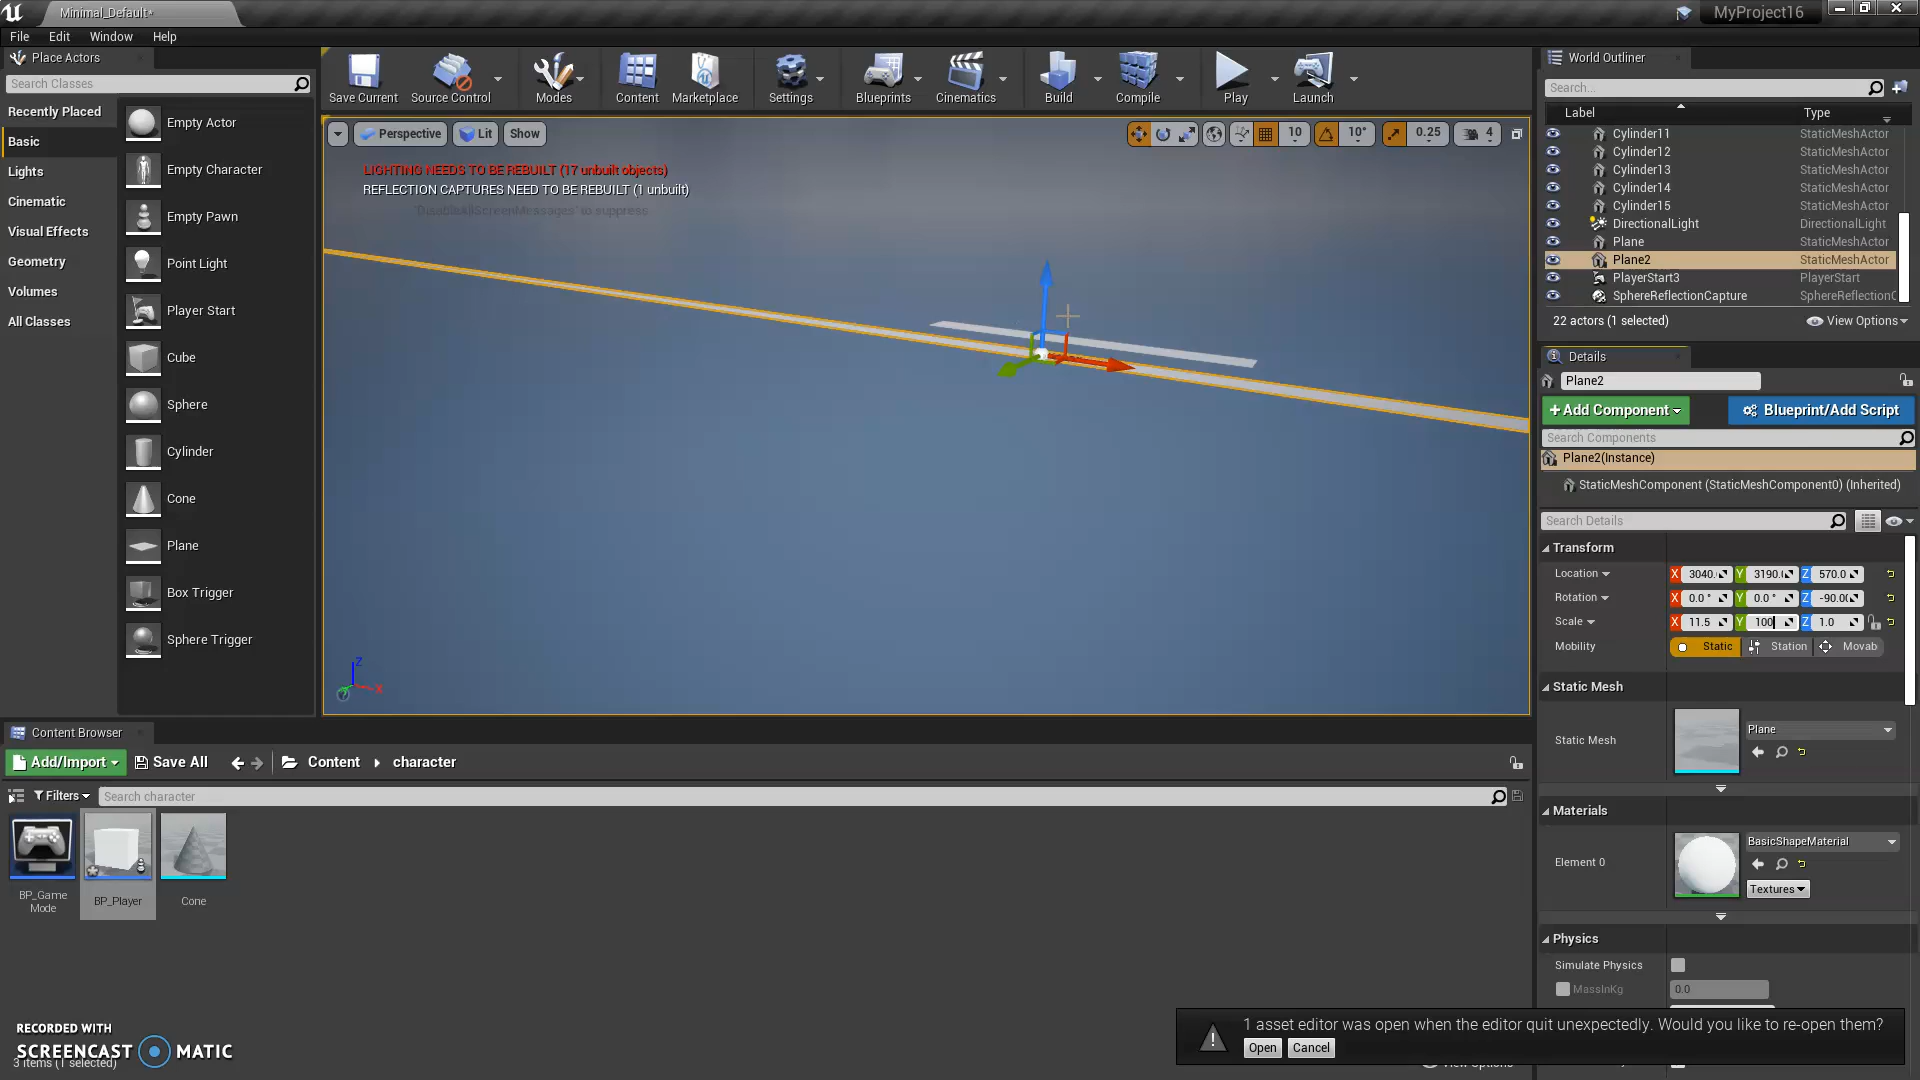 Minimal_Default*
MyProject16
File Edit Window Help
Place Actors
Search Classes
Recently Placed
Basic
Lights
Cinematic
Visual Effects
Geometry
Volumes
All Classes
Empty Actor
Empty Character
Empty Pawn
Point Light
Player Start
Cube
Sphere
Cylinder
Cone
Plane
Box Trigger
Sphere Trigger
Save Current Source Control Modes Content Marketplace Settings Blueprints Cinematics Build Compile Play Launch
Perspective Lit Show
10 10° 0.25 4
LIGHTING NEEDS TO BE REBUILT (17 unbuilt objects)
REFLECTION CAPTURES NEED TO BE REBUILT (1 unbuilt)
'DisableAllScreenMessages' to suppress
Z
X
World Outliner
Search...
Label Type
Cylinder11 StaticMeshActor
Cylinder12 StaticMeshActor
Cylinder13 StaticMeshActor
Cylinder14 StaticMeshActor
Cylinder15 StaticMeshActor
DirectionalLight DirectionalLight
Plane StaticMeshActor
Plane2 StaticMeshActor
PlayerStart3 PlayerStart
SphereReflectionCapture SphereReflectionC
22 actors (1 selected) View Options
Details
Plane2
+Add Component Blueprint/Add Script
Search Components
Plane2(Instance)
StaticMeshComponent (StaticMeshComponent0) (Inherited)
Search Details
Transform
Location X 3040. Y 3190.( Z 570.0
Rotation X 0.0 ° Y 0.0 ° Z -90.0(
Scale X 11.5 Y 100 Z 1.0
Mobility Static Station Movab
Static Mesh
Static Mesh Plane
Materials
Element 0 BasicShapeMaterial
Textures
Physics
Simulate Physics
MassInKg 0.0
Content Browser
Add/Import Save All Content character
Filters Search character
BP_Game
Mode
BP_Player
Cone
RECORDED WITH
SCREENCAST MATIC
3 items (1 selected)
View Options
1 asset editor was open when the editor quit unexpectedly. Would you like to re-open them?
Open Cancel